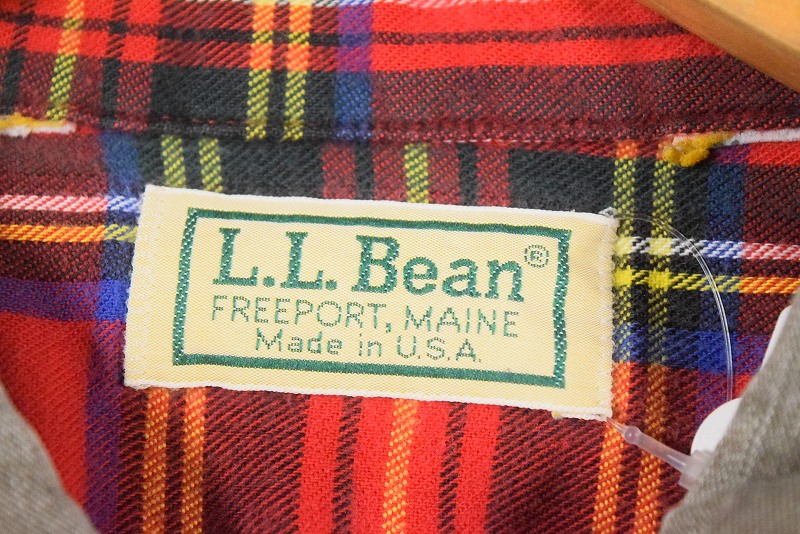 L.L. Bean®
FREEPORT, MAINE
Made in U.S.A.